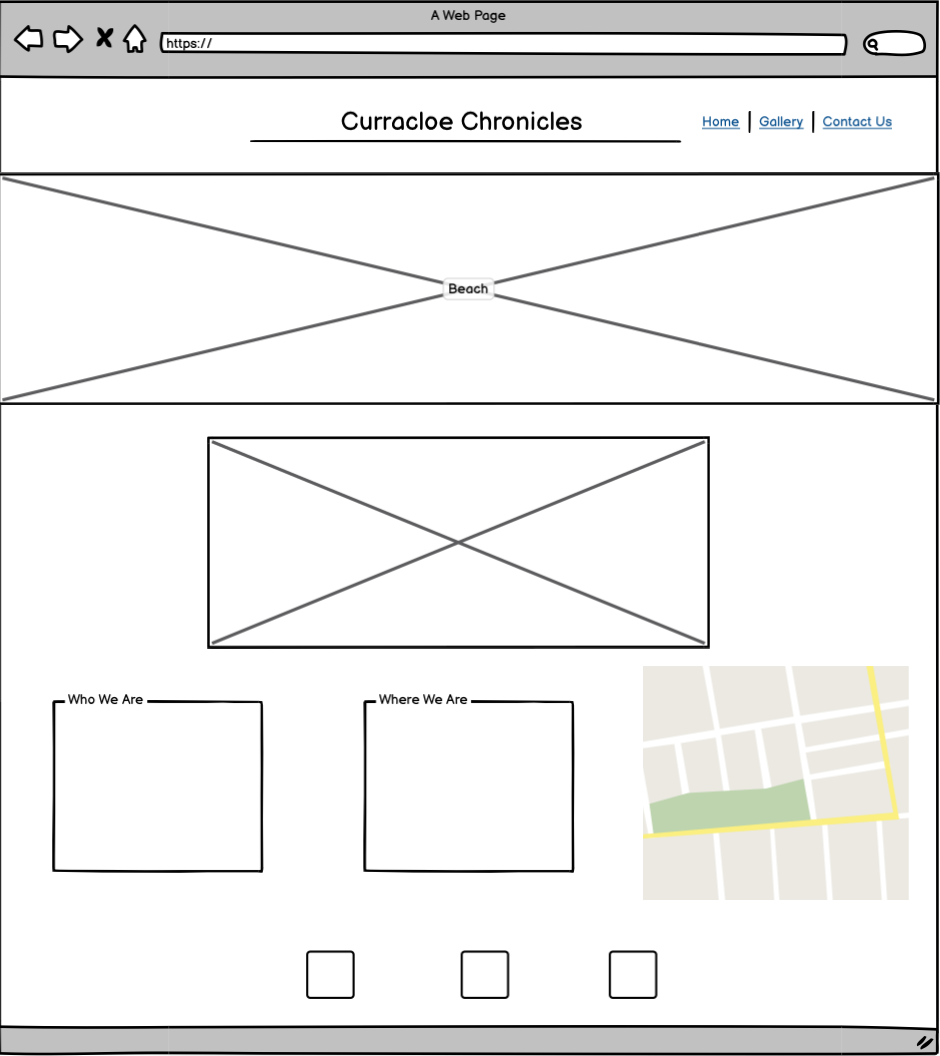 A Web Page
https://
Curracloe Chronicles
Home | Gallery | Contact Us
Beach
Who We Are
Where We Are